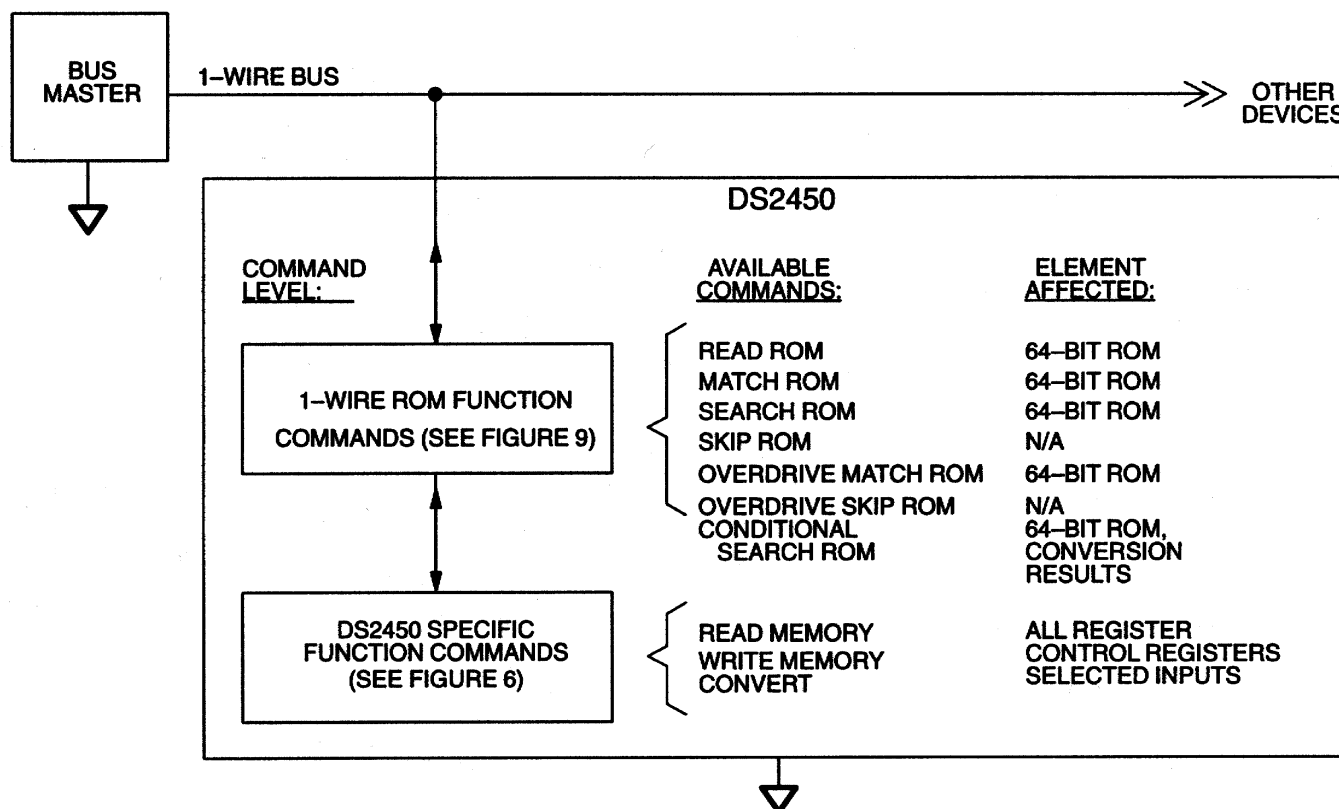 BUS
MASTER
1–WIRE BUS
OTHER
DEVICES
DS2450
COMMAND
LEVEL:
AVAILABLE
COMMANDS:
ELEMENT
AFFECTED:
1–WIRE ROM FUNCTION
COMMANDS (SEE FIGURE 9)
READ ROM 64–BIT ROM
MATCH ROM 64–BIT ROM
SEARCH ROM 64–BIT ROM
SKIP ROM N/A
OVERDRIVE MATCH ROM 64–BIT ROM
OVERDRIVE SKIP ROM N/A
CONDITIONAL 64–BIT ROM,
SEARCH ROM CONVERSION
RESULTS
DS2450 SPECIFIC
FUNCTION COMMANDS
(SEE FIGURE 6)
READ MEMORY ALL REGISTER
WRITE MEMORY CONTROL REGISTERS
CONVERT SELECTED INPUTS